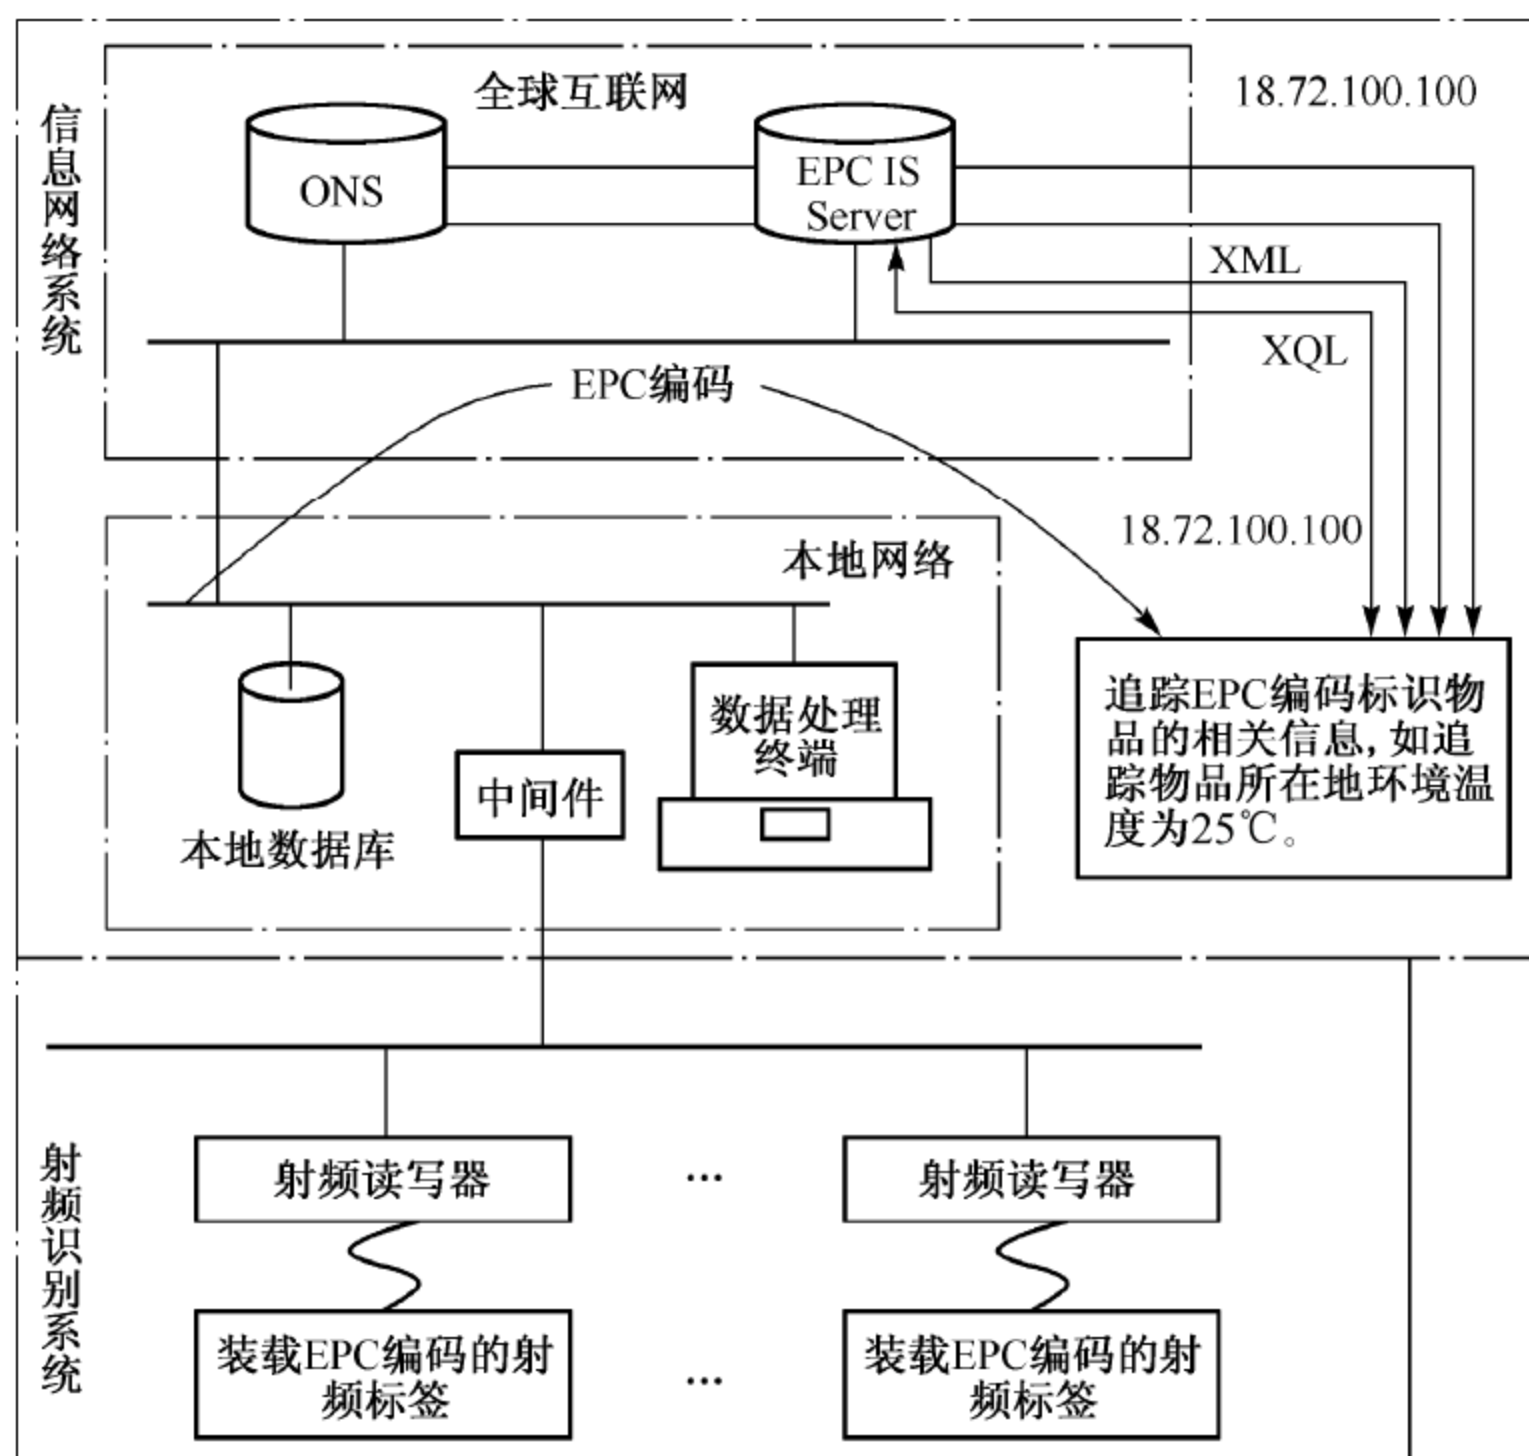 信息网络系统
全球互联网
18.72.100.100
ONS
EPC IS
Server
XML
XQL
EPC编码
18.72.100.100
本地网络
本地数据库
中间件
数据处理
终端
追踪EPC编码标识物
品的相关信息,如追
踪物品所在地环境温
度为25℃。
射频识别系统
射频读写器
...
射频读写器
装载EPC编码的射
频标签
...
装载EPC编码的射
频标签